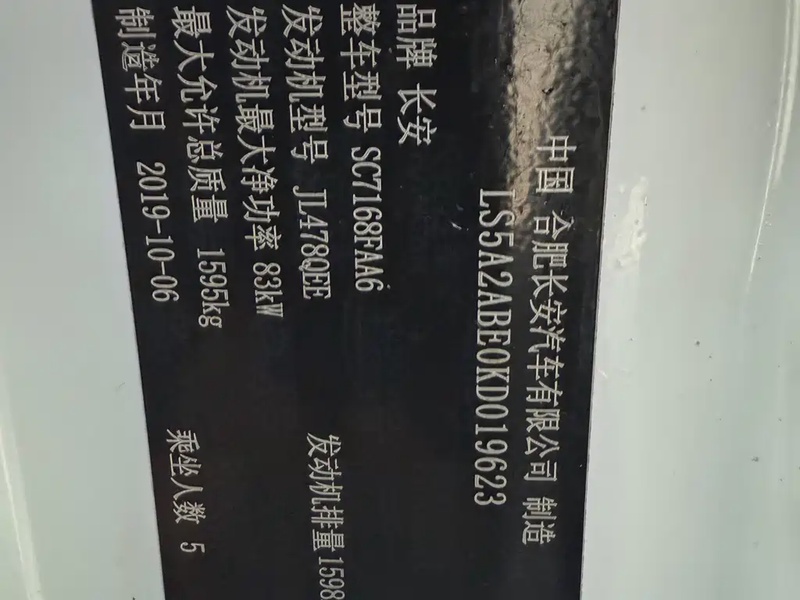 中国 合肥长安汽车有限公司 制造
LS5A2ABE0KD019623
品牌 长安
整车型号 SC7168FAA6
发动机型号 JL478QEE 发动机排量 1598
发动机最大净功率 83kW
最大允许总质量 1595kg
制造年月 2019-10-06 乘坐人数 5